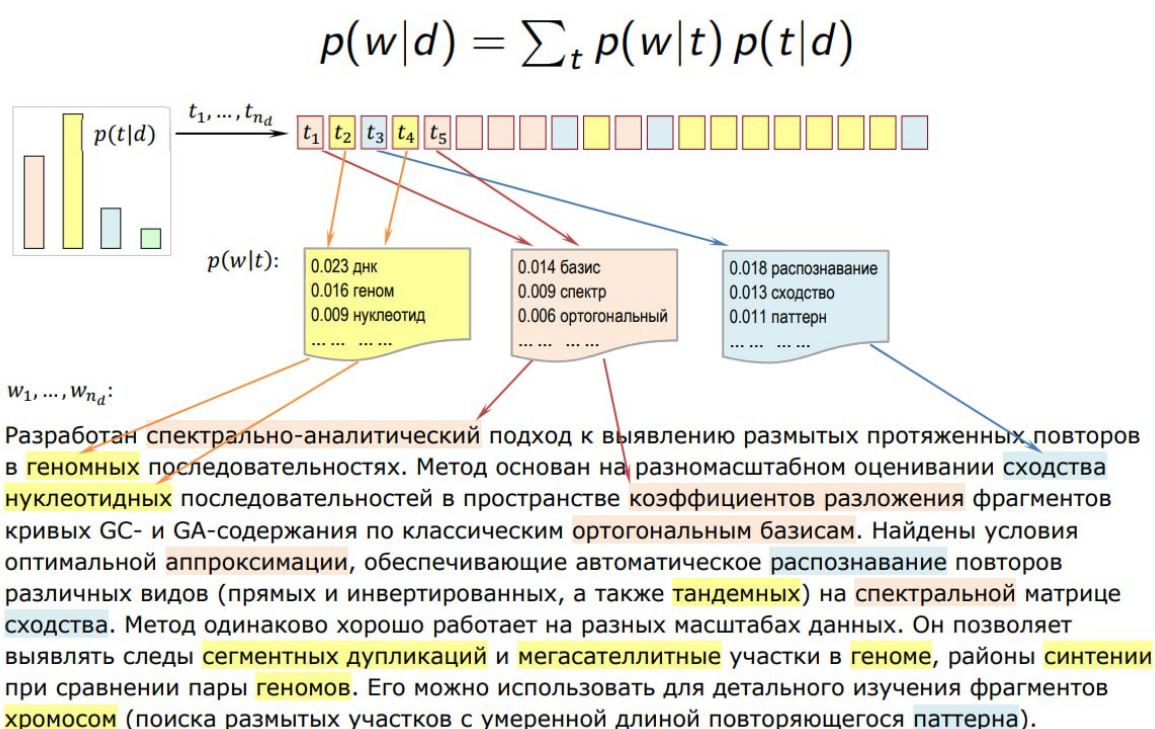 p(w|d) = ∑_t p(w|t) p(t|d)
p(t|d)
t₁, …, t_{n_d}
t₁ t₂ t₃ t₄ t₅
p(w|t):
0.023 днк
0.016 геном
0.009 нуклеотид
... ... ... ...
0.014 базис
0.009 спектр
0.006 ортогональный
... ... ... ...
0.018 распознавание
0.013 сходство
0.011 паттерн
... ... ... ...
w₁, …, w_{n_d}:
Разработан спектрально-аналитический подход к выявлению размытых протяженных повторов
в геномных последовательностях. Метод основан на разномасштабном оценивании сходства
нуклеотидных последовательностей в пространстве коэффициентов разложения фрагментов
кривых GC- и GA-содержания по классическим ортогональным базисам. Найдены условия
оптимальной аппроксимации, обеспечивающие автоматическое распознавание повторов
различных видов (прямых и инвертированных, а также тандемных) на спектральной матрице
сходства. Метод одинаково хорошо работает на разных масштабах данных. Он позволяет
выявлять следы сегментных дупликаций и мегасателлитные участки в геноме, районы синтении
при сравнении пары геномов. Его можно использовать для детального изучения фрагментов
хромосом (поиска размытых участков с умеренной длиной повторяющегося паттерна).